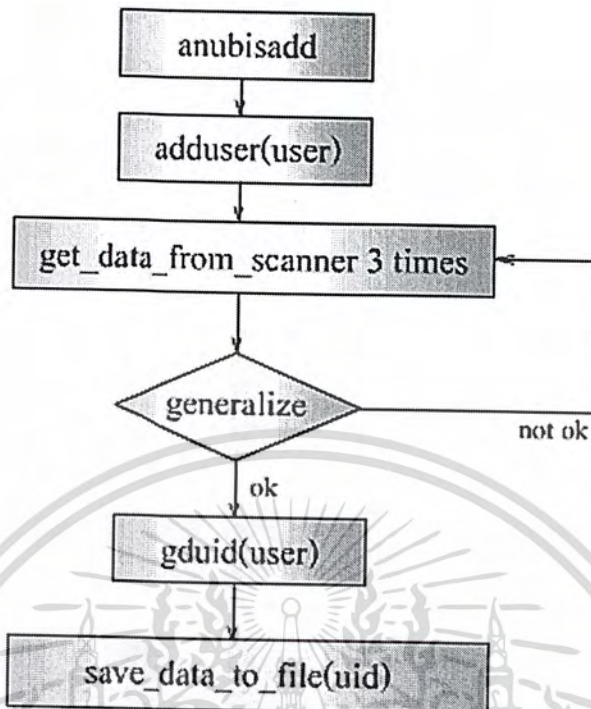 anubisadd
adduser(user)
get_data_from_scanner 3 times
generalize
not ok
ok
gduid(user)
save_data_to_file(uid)